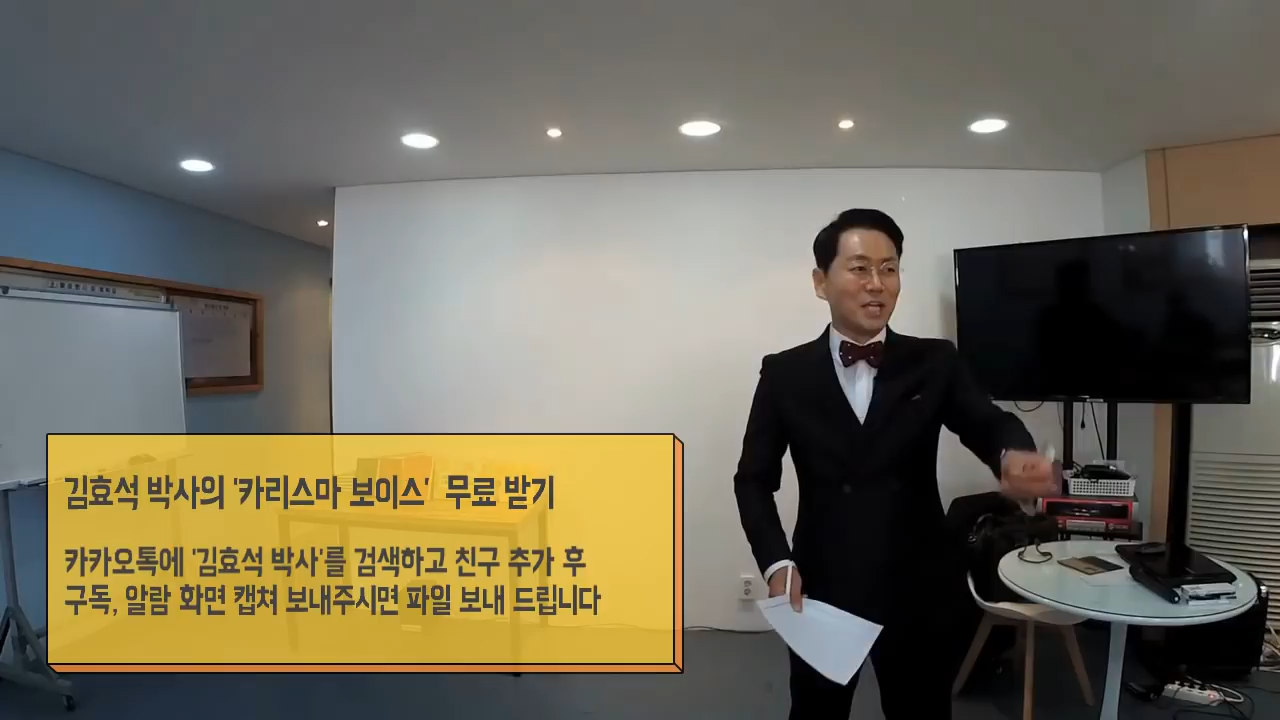 김효석 박사의 '카리스마 보이스' 무료 받기
카카오톡에 '김효석 박사'를 검색하고 친구 추가 후
구독, 알람 화면 캡쳐 보내주시면 파일 보내 드립니다